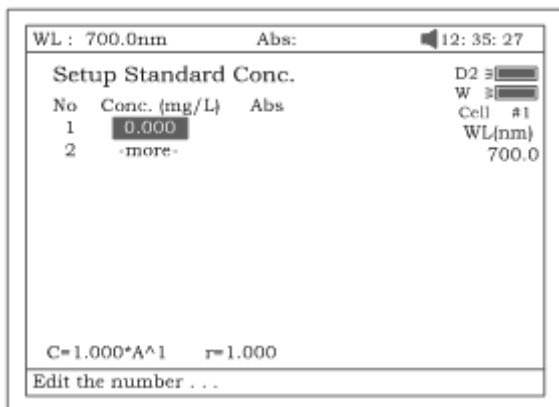 WL : 700.0nm Abs: 12: 35: 27
Setup Standard Conc.
D2
No Conc. (mg/L) Abs
W
1 0.000
Cell #1
2 -more-
WL(nm)
700.0
C=1.000*A^1 r=1.000
Edit the number . . .